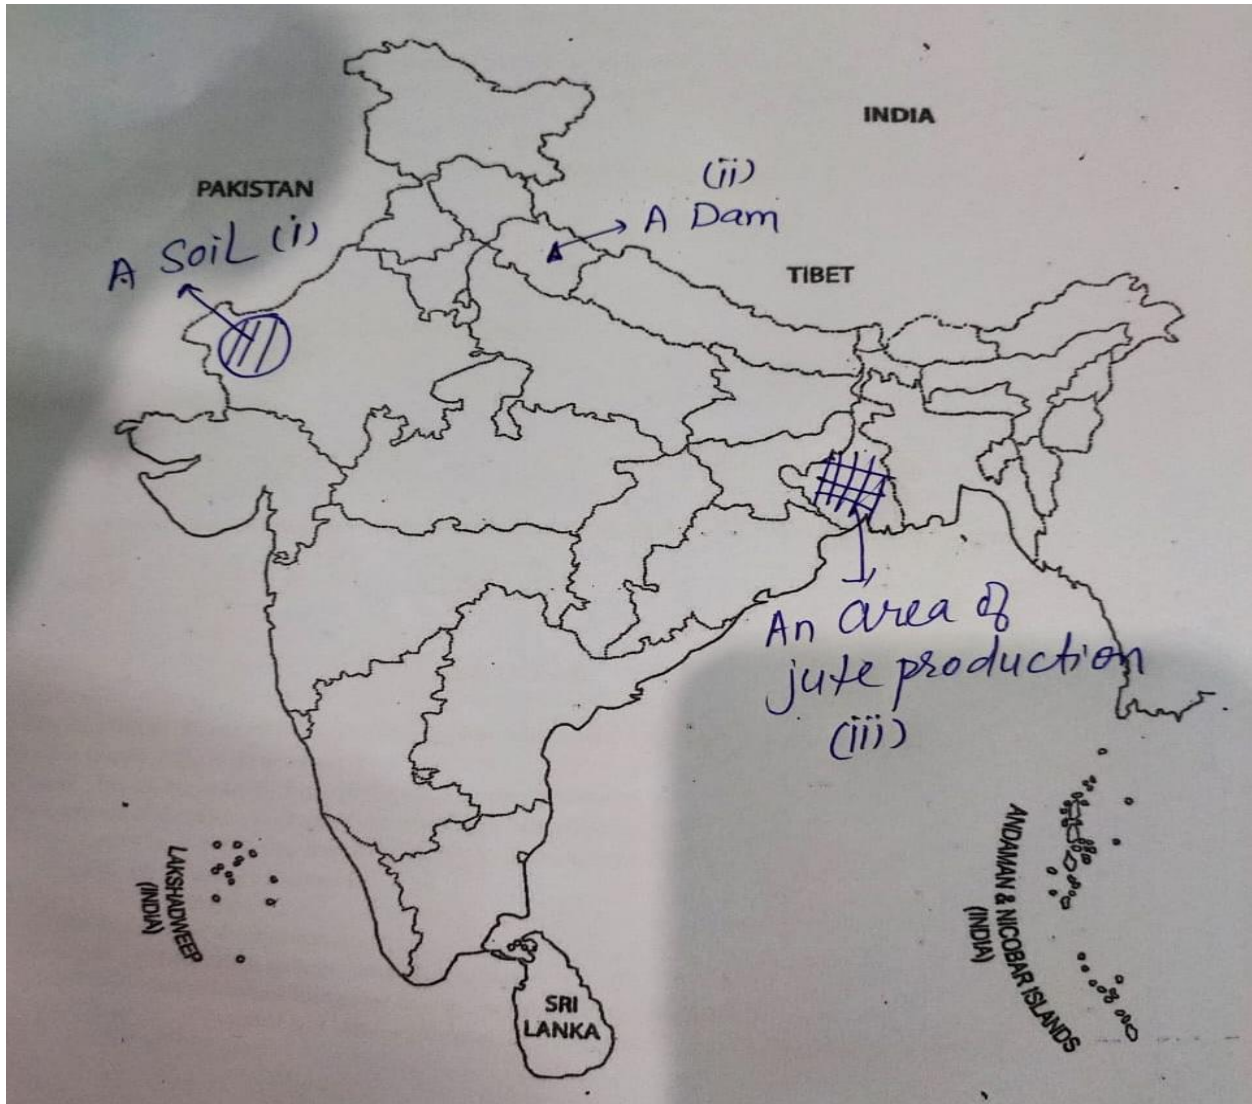 INDIA
(ii)
PAKISTAN
A Dam
A Soil (i)
TIBET
An area of
jute production
(iii)
LAKSHADWEEP
(INDIA)
ANDAMAN & NICOBAR ISLANDS
(INDIA)
SRI
LANKA